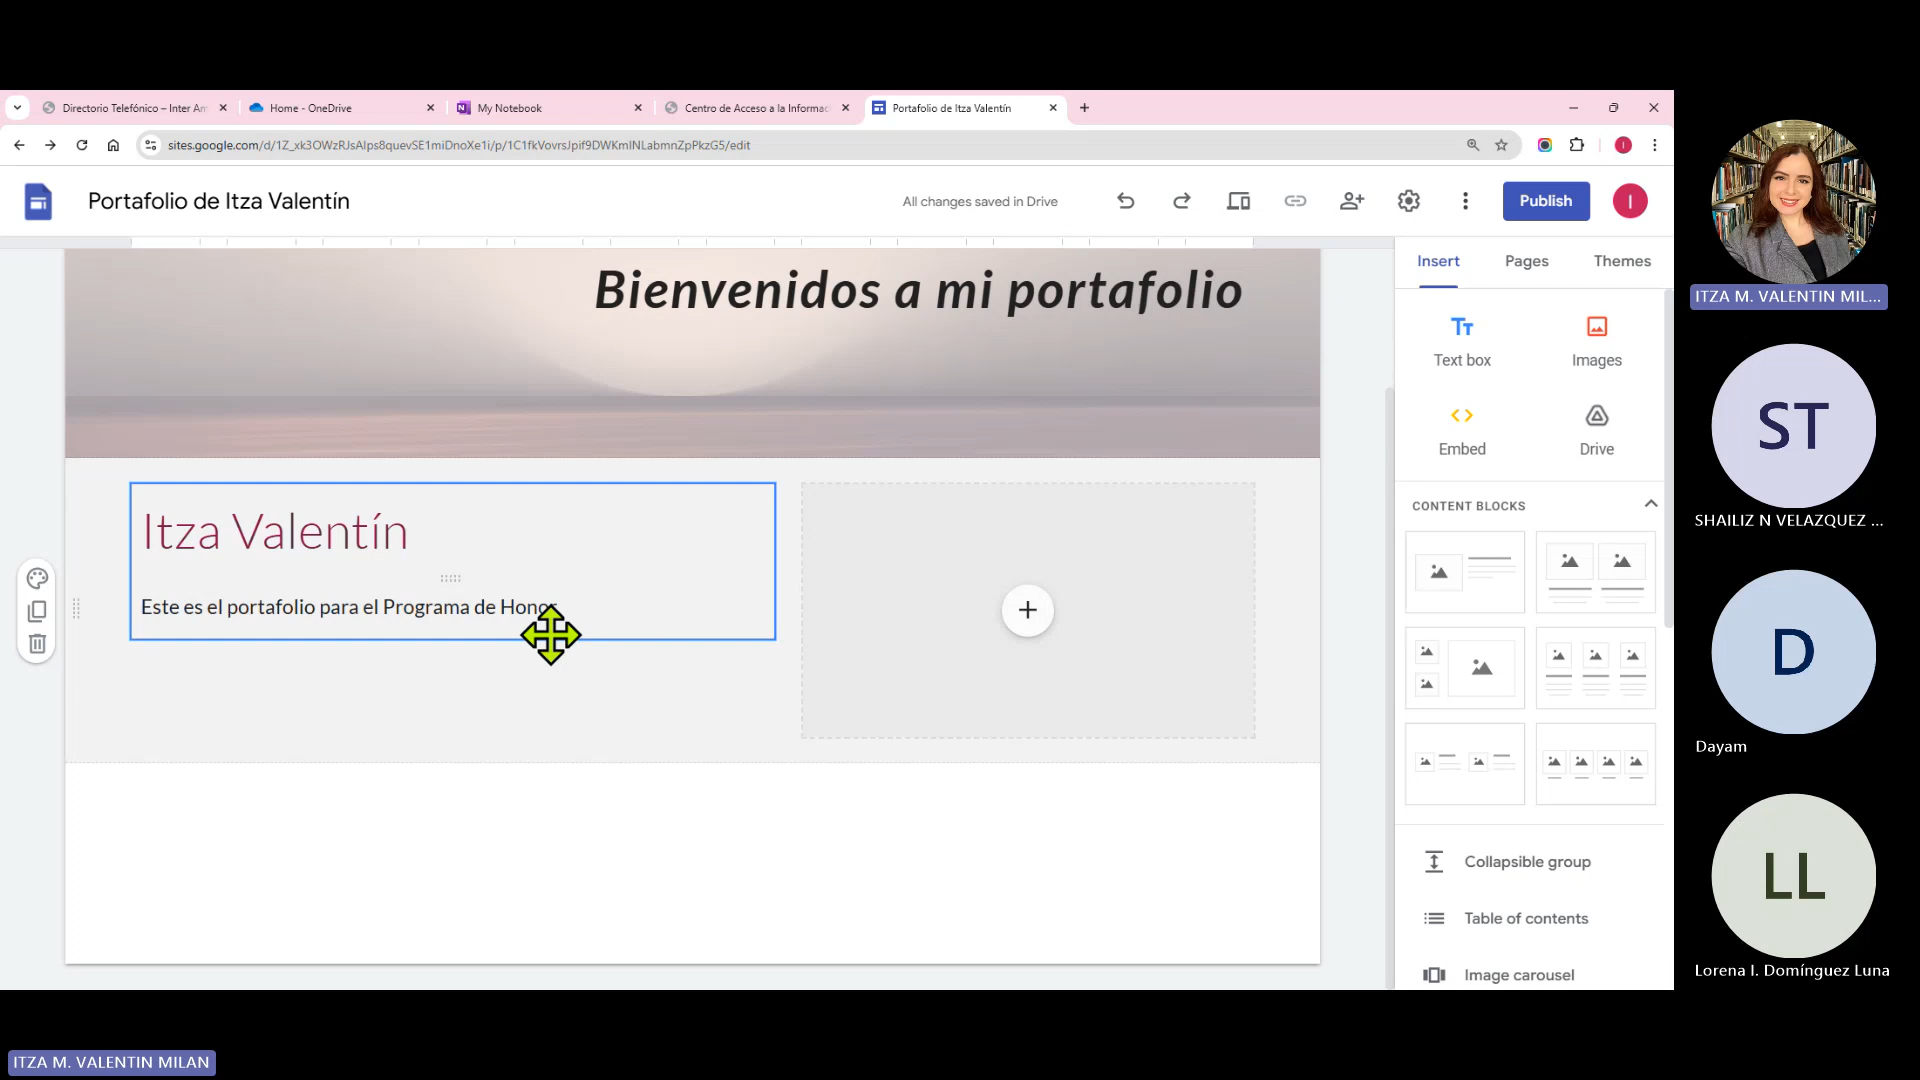 Directorio Telefónico – Inter Am
Home - OneDrive
My Notebook
Centro de Acceso a la Informac
Portafolio de Itza Valentín
sites.google.com/d/1Z_xk3OWzRJsAIps8quevSE1miDnoXe1i/p/1C1fkVovrsJpif9DWKmINLabmnZpPkzG5/edit
I
Portafolio de Itza Valentín
All changes saved in Drive
Publish
I
Insert
Pages
Themes
Bienvenidos a mi portafolio
Tt
Text box
Images
Embed
Drive
CONTENT BLOCKS
Itza Valentín
Este es el portafolio para el Programa de Honor
Collapsible group
Table of contents
Image carousel
ITZA M. VALENTIN MIL...
ST
SHAILIZ N VELAZQUEZ ...
D
Dayam
LL
Lorena I. Domínguez Luna
ITZA M. VALENTIN MILAN